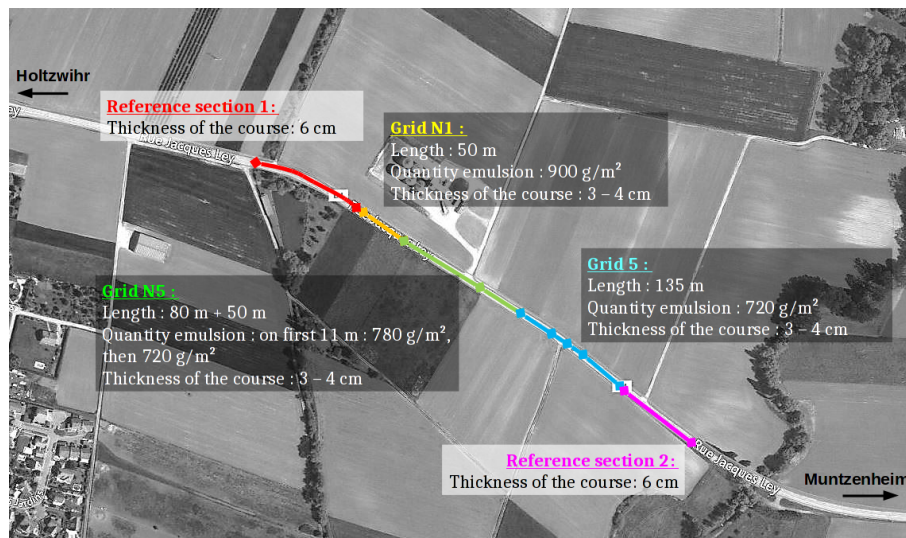 Holtzwihr
ey
Reference section 1:
Thickness of the course: 6 cm
Rue Jacques Ley
Grid N1 :
Length : 50 m
Quantity emulsion : 900 g/m²
Thickness of the course : 3 – 4 cm
Grid 5 :
Length : 135 m
Quantity emulsion : 720 g/m²
Thickness of the course : 3 – 4 cm
Grid N5 :
Length : 80 m + 50 m
Quantity emulsion : on first 11 m : 780 g/m²,
then 720 g/m²
Thickness of the course : 3 – 4 cm
Reference section 2:
Thickness of the course: 6 cm
Rue Jacques Ley
Muntzenheim